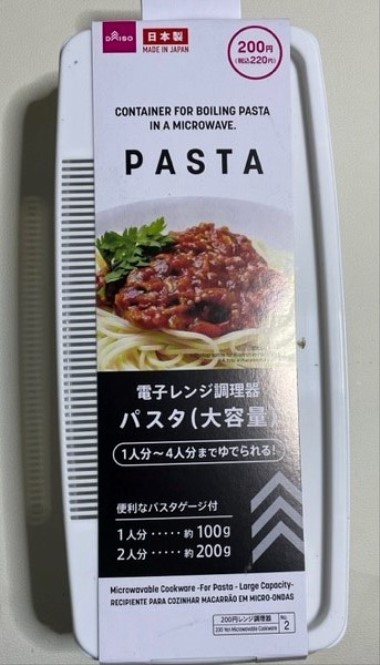 DAISO
日本製
MADE IN JAPAN
200円
(税込220円)
CONTAINER FOR BOILING PASTA
IN A MICROWAVE.
PASTA
電子レンジ調理器
パスタ(大容量)
1人分〜4人分までゆでられる!
便利なパスタゲージ付
1人分・・・・・約100g
2人分・・・・・約200g
Microwavable Cookware -For Pasta - Large Capacity-
RECIPIENTE PARA COZINHAR MACARRÃO EM MICRO-ONDAS
200円レンジ調理器
200 Yen Microwavable Cookware
No.
2